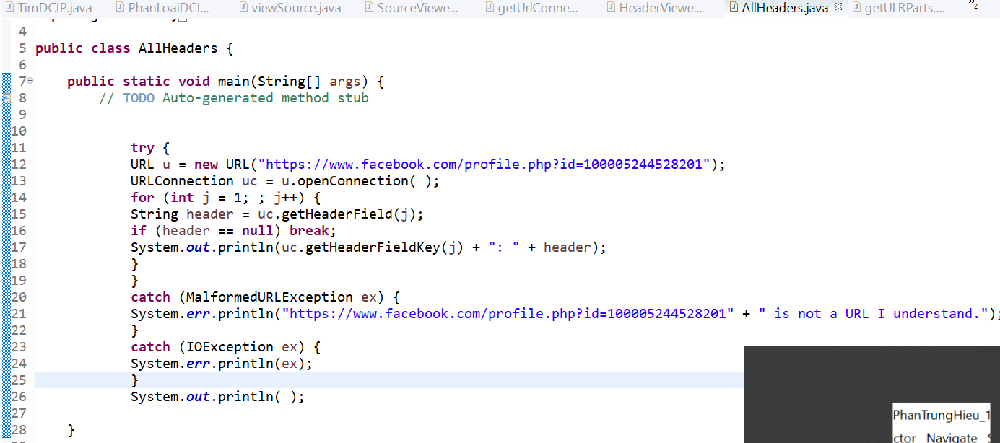 TimDCIP.java PhanLoaiDCI... viewSource.java SourceViewe... getUrlConne... HeaderViewe... AllHeaders.java getULRParts.... »2
4
5 public class AllHeaders {
6
7 public static void main(String[] args) {
8 // TODO Auto-generated method stub
9
10
11 try {
12 URL u = new URL("https://www.facebook.com/profile.php?id=100005244528201");
13 URLConnection uc = u.openConnection( );
14 for (int j = 1; ; j++) {
15 String header = uc.getHeaderField(j);
16 if (header == null) break;
17 System.out.println(uc.getHeaderFieldKey(j) + ": " + header);
18 }
19 }
20 catch (MalformedURLException ex) {
21 System.err.println("https://www.facebook.com/profile.php?id=100005244528201" + " is not a URL I understand.");
22 }
23 catch (IOException ex) {
24 System.err.println(ex);
25 }
26 System.out.println( );
27
28 }
PhanTrungHieu_1
ctor Navigate